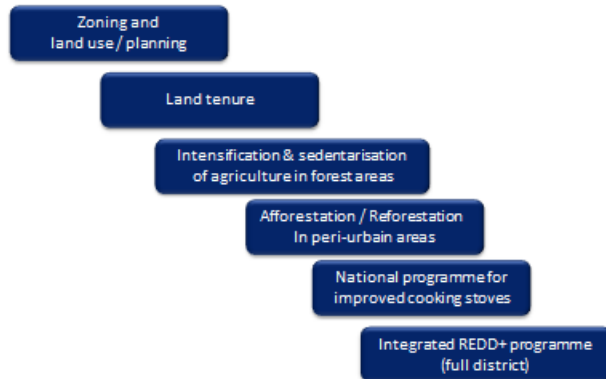 Zoning and
land use / planning
Land tenure
Intensification & sedentarisation
of agriculture in forest areas
Afforestation / Reforestation
In peri-urbain areas
National programme for
improved cooking stoves
Integrated REDD+ programme
(full district)